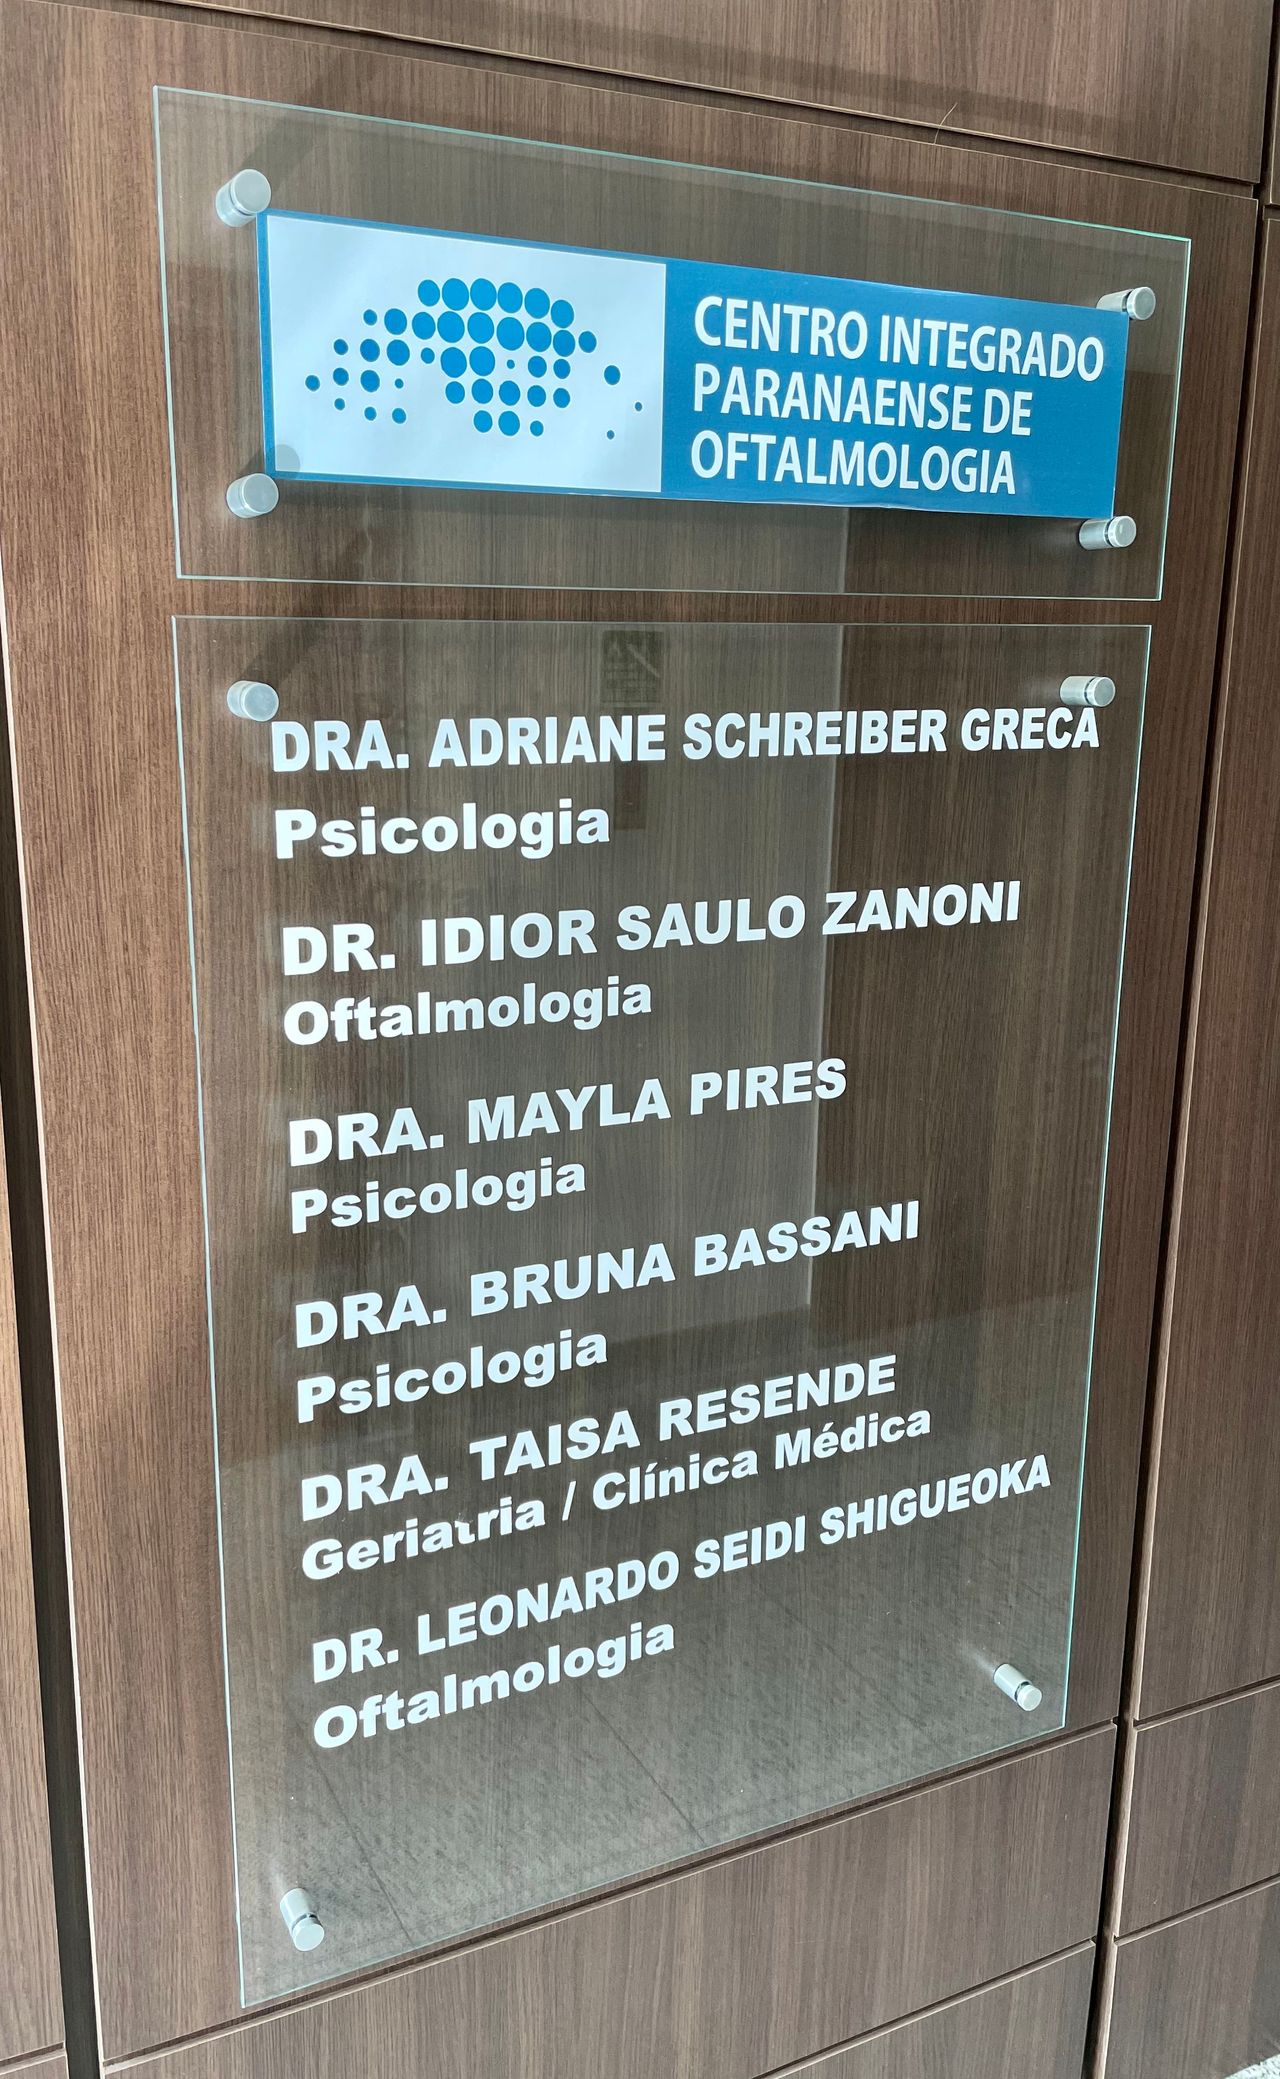 CENTRO INTEGRADO
PARANAENSE DE
OFTALMOLOGIA
DRA. ADRIANE SCHREIBER GRECA
Psicologia
DR. IDIOR SAULO ZANONI
Oftalmologia
DRA. MAYLA PIRES
Psicologia
DRA. BRUNA BASSANI
Psicologia
DRA. TAISA RESENDE
Geriatria / Clínica Médica
DR. LEONARDO SEIDI SHIGUEOKA
Oftalmologia